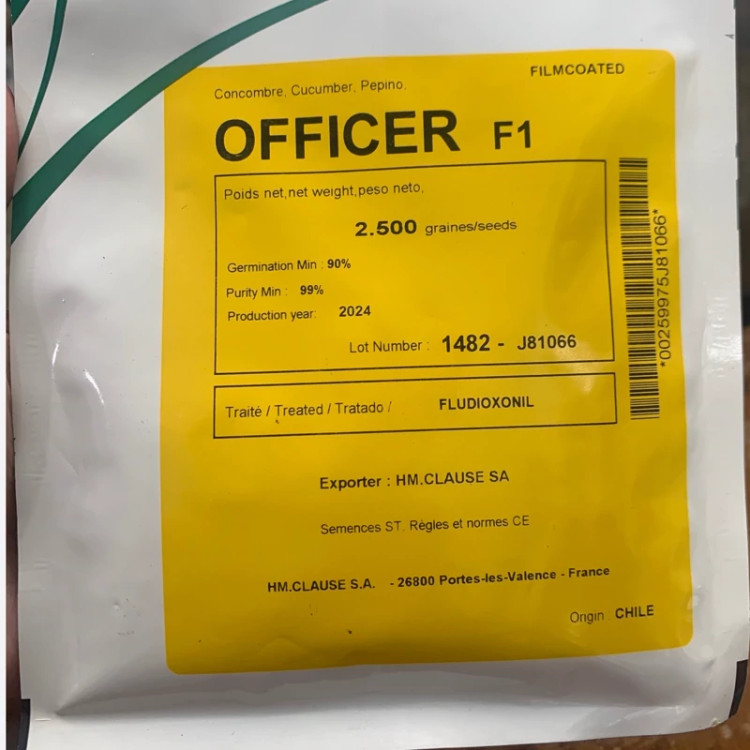 FILMCOATED
Concombre, Cucumber, Pepino.
OFFICER F1
Poids net,net weight,peso neto.
2.500 graines/seeds
Germination Min : 90%
Purity Min : 99%
Production year: 2024
Lot Number : 1482 - J81066
*00259975J81066*
Traité / Treated / Tratado / FLUDIOXONIL
Exporter : HM.CLAUSE SA
Semences ST. Règles et normes CE
HM.CLAUSE S.A. - 26800 Portes-les-Valence - France
Origin CHILE